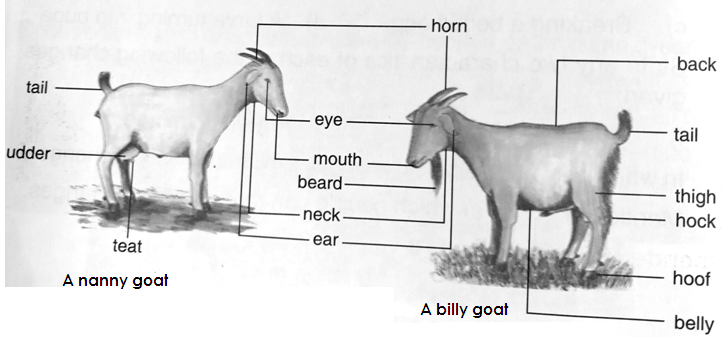 horn
back
tail
eye
tail
udder
mouth
beard
thigh
neck
hock
ear
teat
hoof
A nanny goat
A billy goat
belly